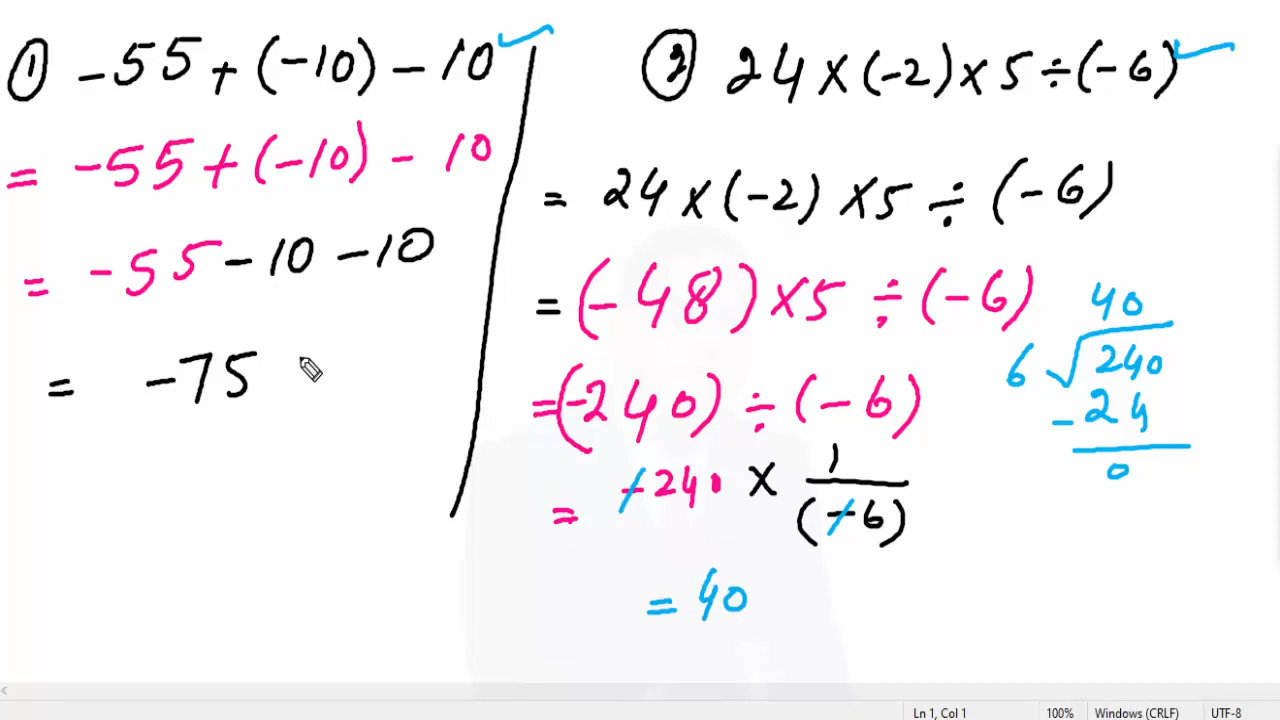 ① -55 + (-10) - 10
= -55 + (-10) - 10
= -55 - 10 - 10
= -75
② 24 × (-2) × 5 ÷ (-6)
= 24 × (-2) × 5 ÷ (-6)
= (-48) × 5 ÷ (-6)
= (-240) ÷ (-6)
= -240 × 1/(-6)
= 40
40
6 √240
-24
0
Ln 1, Col 1 100% Windows (CRLF) UTF-8